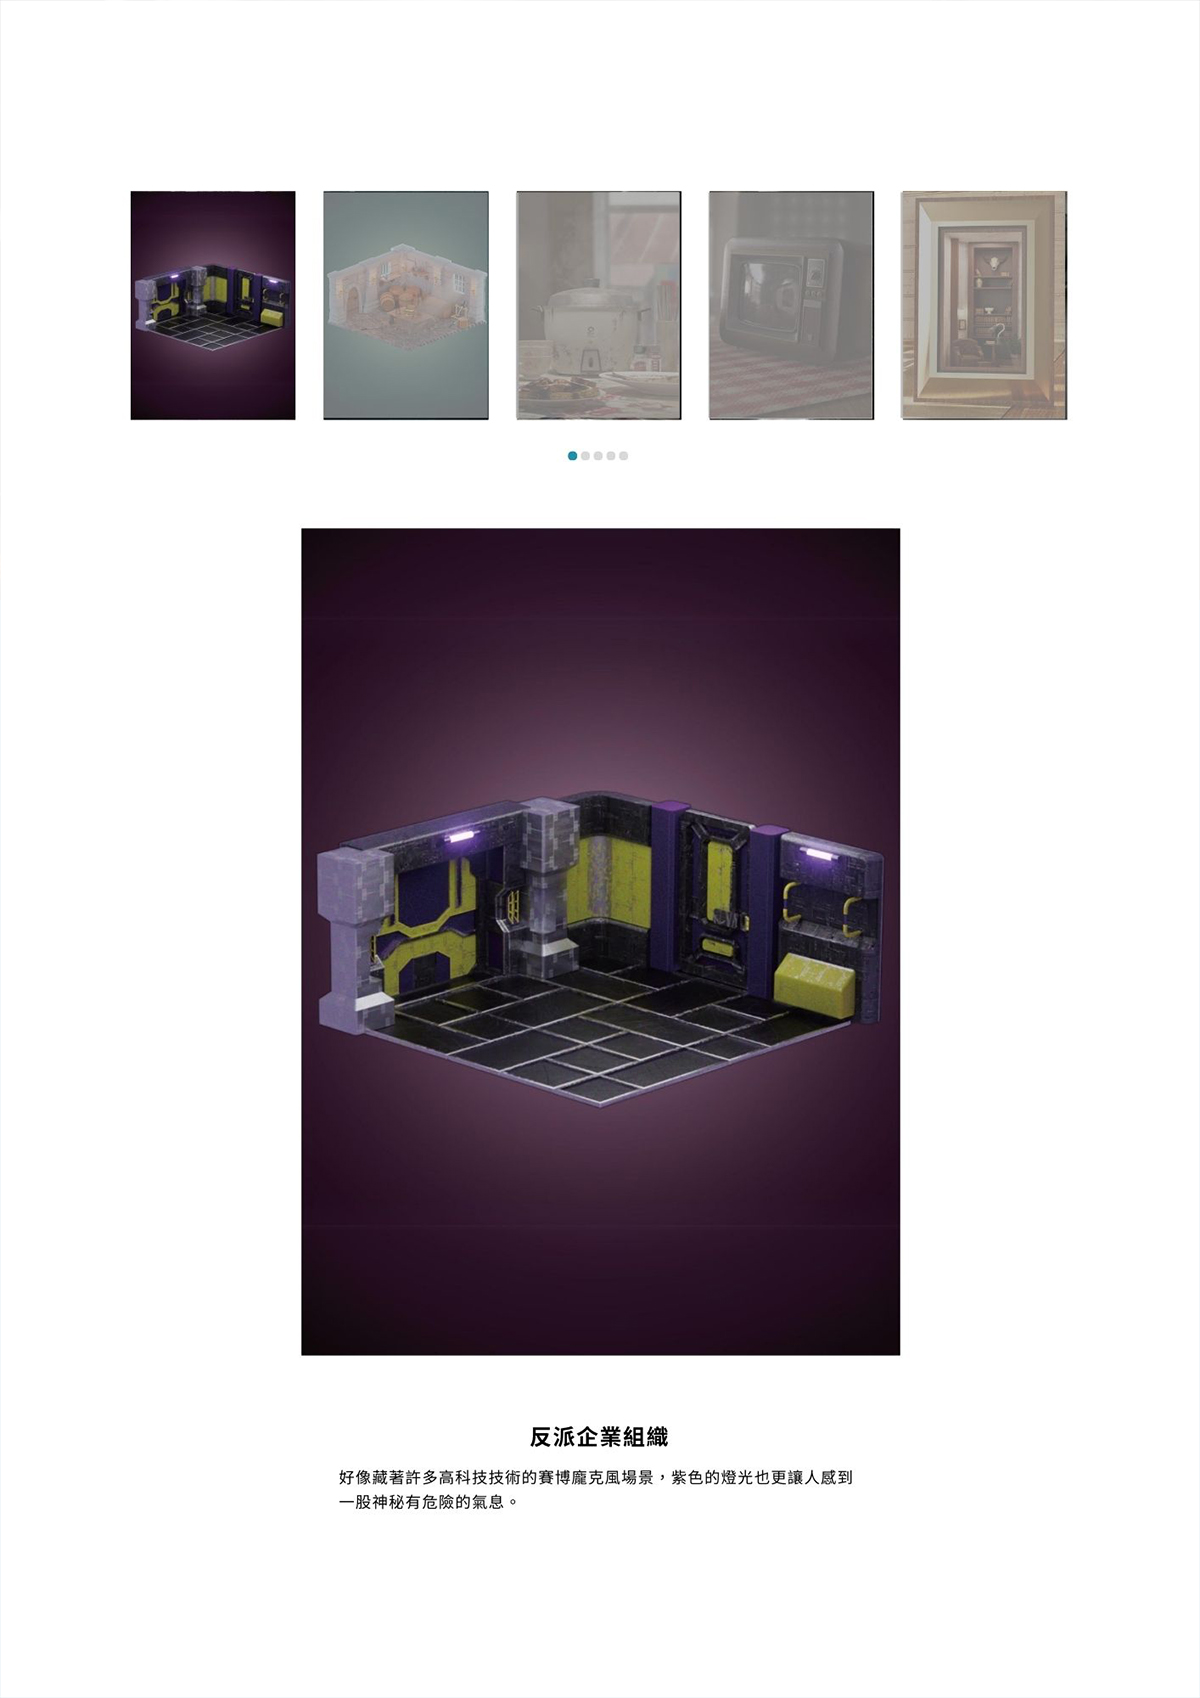 反派企業組織
好像藏著許多高科技技術的賽博龐克風場景，紫色的燈光也更讓人感到
一股神秘有危險的氣息。